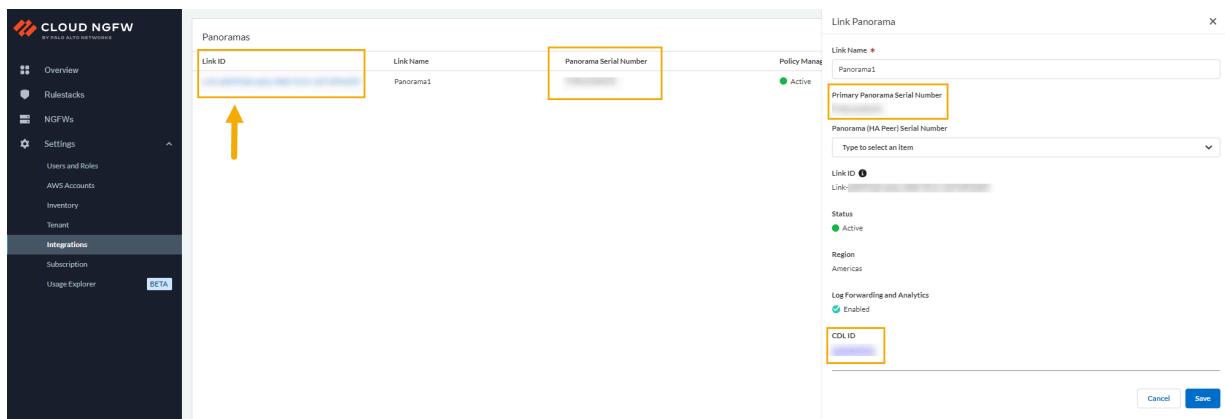 CLOUD NGFW
BY PALO ALTO NETWORKS
Overview
Rulestacks
NGFWs
Settings
Users and Roles
AWS Accounts
Inventory
Tenant
Integrations
Subscription
Usage Explorer BETA
Panoramas
Link ID Link Name Panorama Serial Number Policy Manag
Panorama1 Active
Link Panorama
Link Name *
Panorama1
Primary Panorama Serial Number
Panorama (HA Peer) Serial Number
Type to select an item
Link ID
Link-
Status
Active
Region
Americas
Log Forwarding and Analytics
Enabled
CDL ID
Cancel Save